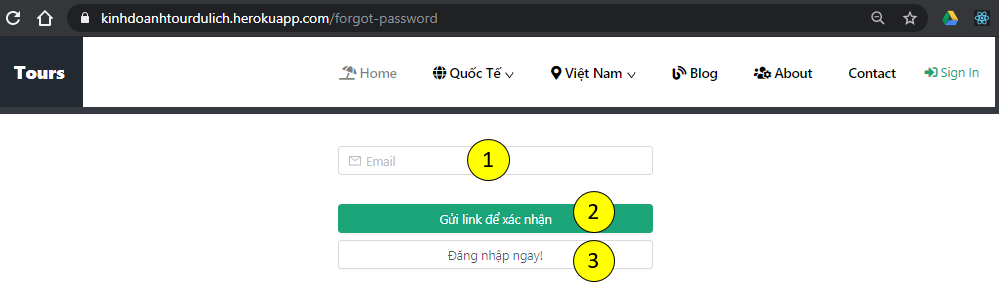 kinhdoanhtourdulich.herokuapp.com/forgot-password
Tours Home Quốc Tế Việt Nam Blog About Contact Sign In
Email 1
Gửi link để xác nhận 2
Đăng nhập ngay! 3